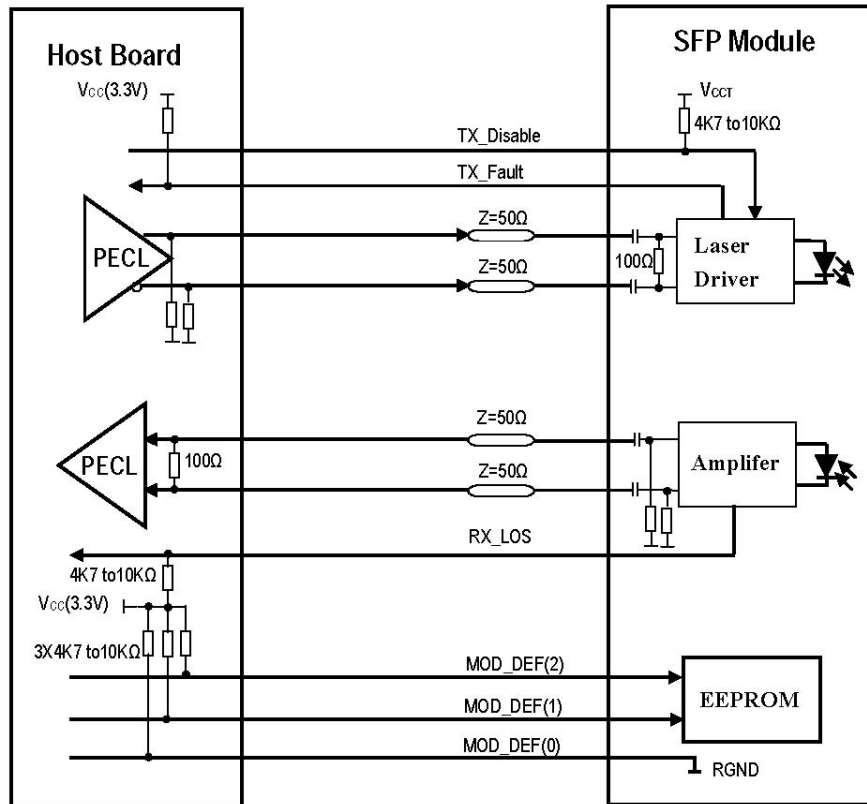 Host Board
SFP Module
Vcc(3.3V)
VCCT
4K7 to10KΩ
TX_Disable
TX_Fault
Z=50Ω
PECL
Z=50Ω
100Ω
Laser
Driver
Z=50Ω
PECL
100Ω
Z=50Ω
Amplifer
RX_LOS
4K7 to10KΩ
Vcc(3.3V)
3X4K7 to10KΩ
MOD_DEF(2)
MOD_DEF(1)
EEPROM
MOD_DEF(0)
RGND